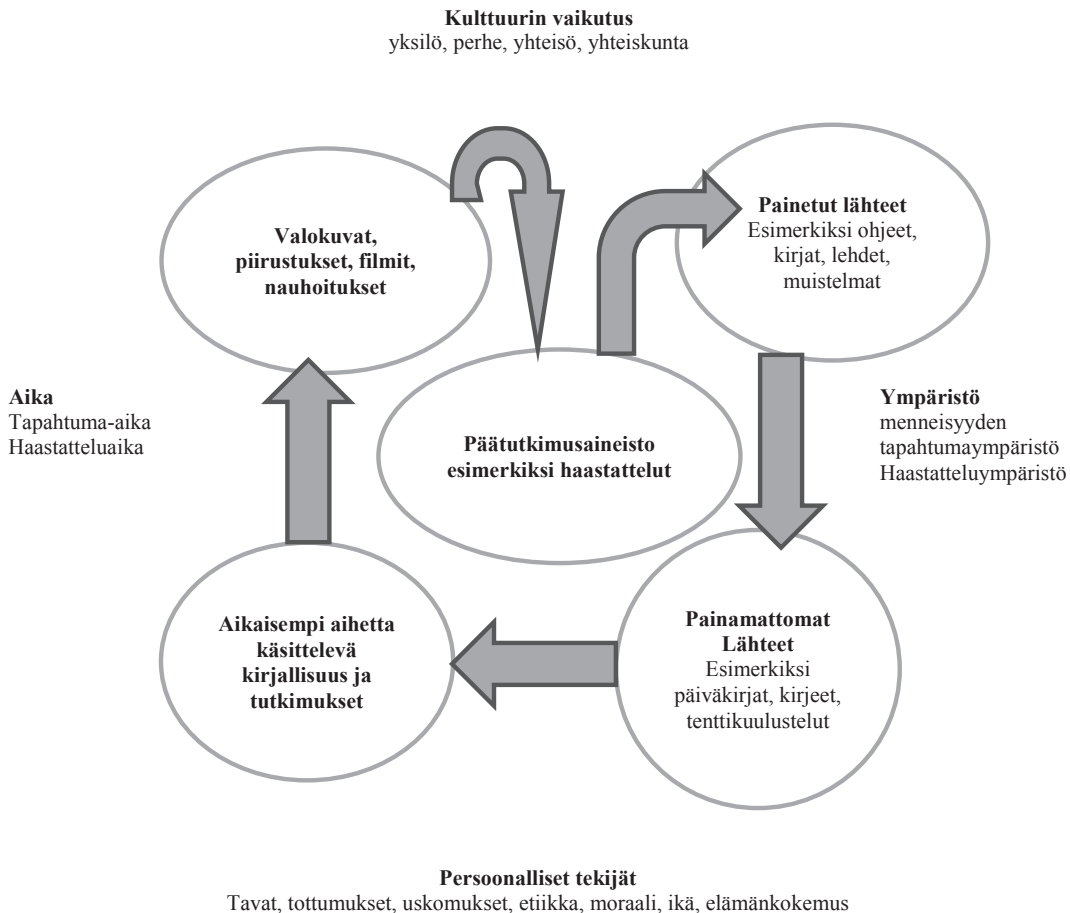 Kulttuurin vaikutus
yksilö, perhe, yhteisö, yhteiskunta
Valokuvat,
piirustukset, filmit,
nauhoitukset
Painetut lähteet
Esimerkiksi ohjeet,
kirjat, lehdet,
muistelmat
Aika
Tapahtuma-aika
Haastatteluaika
Päätutkimusaineisto
esimerkiksi haastattelut
Ympäristö
menneisyyden
tapahtumaympäristö
Haastatteluympäristö
Aikaisempi aihetta
käsittelevä
kirjallisuus ja
tutkimukset
Painamattomat
Lähteet
Esimerkiksi
päiväkirjat, kirjeet,
tenttikuulustelut
Persoonalliset tekijät
Tavat, tottumukset, uskomukset, etiikka, moraali, ikä, elämänkokemus